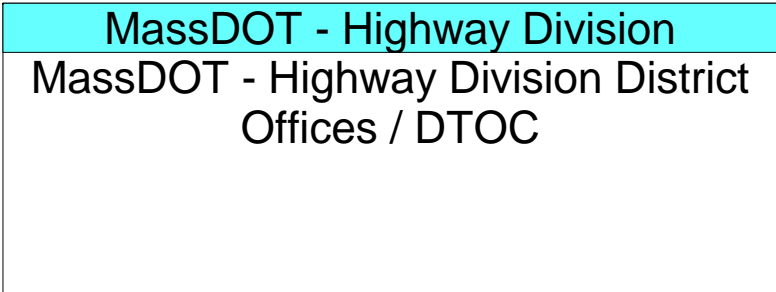 MassDOT - Highway Division
MassDOT - Highway Division District
Offices / DTOC